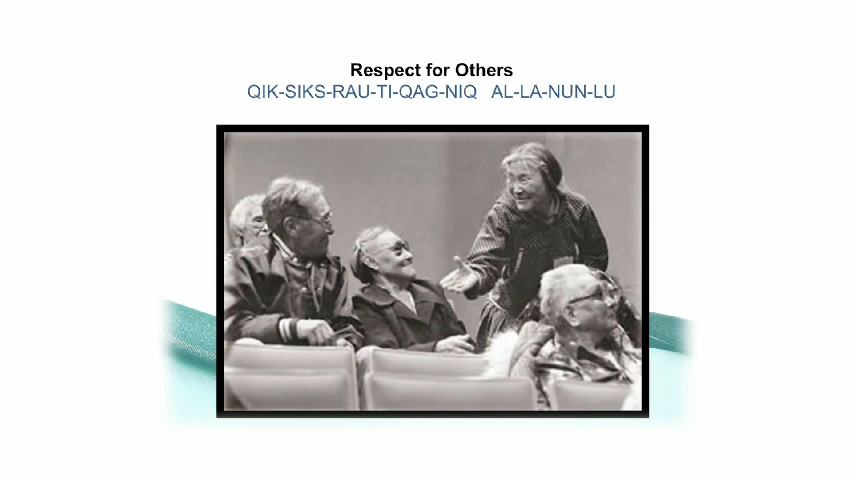 Respect for Others
QIK-SIKS-RAU-TI-QAG-NIQ AL-LA-NUN-LU